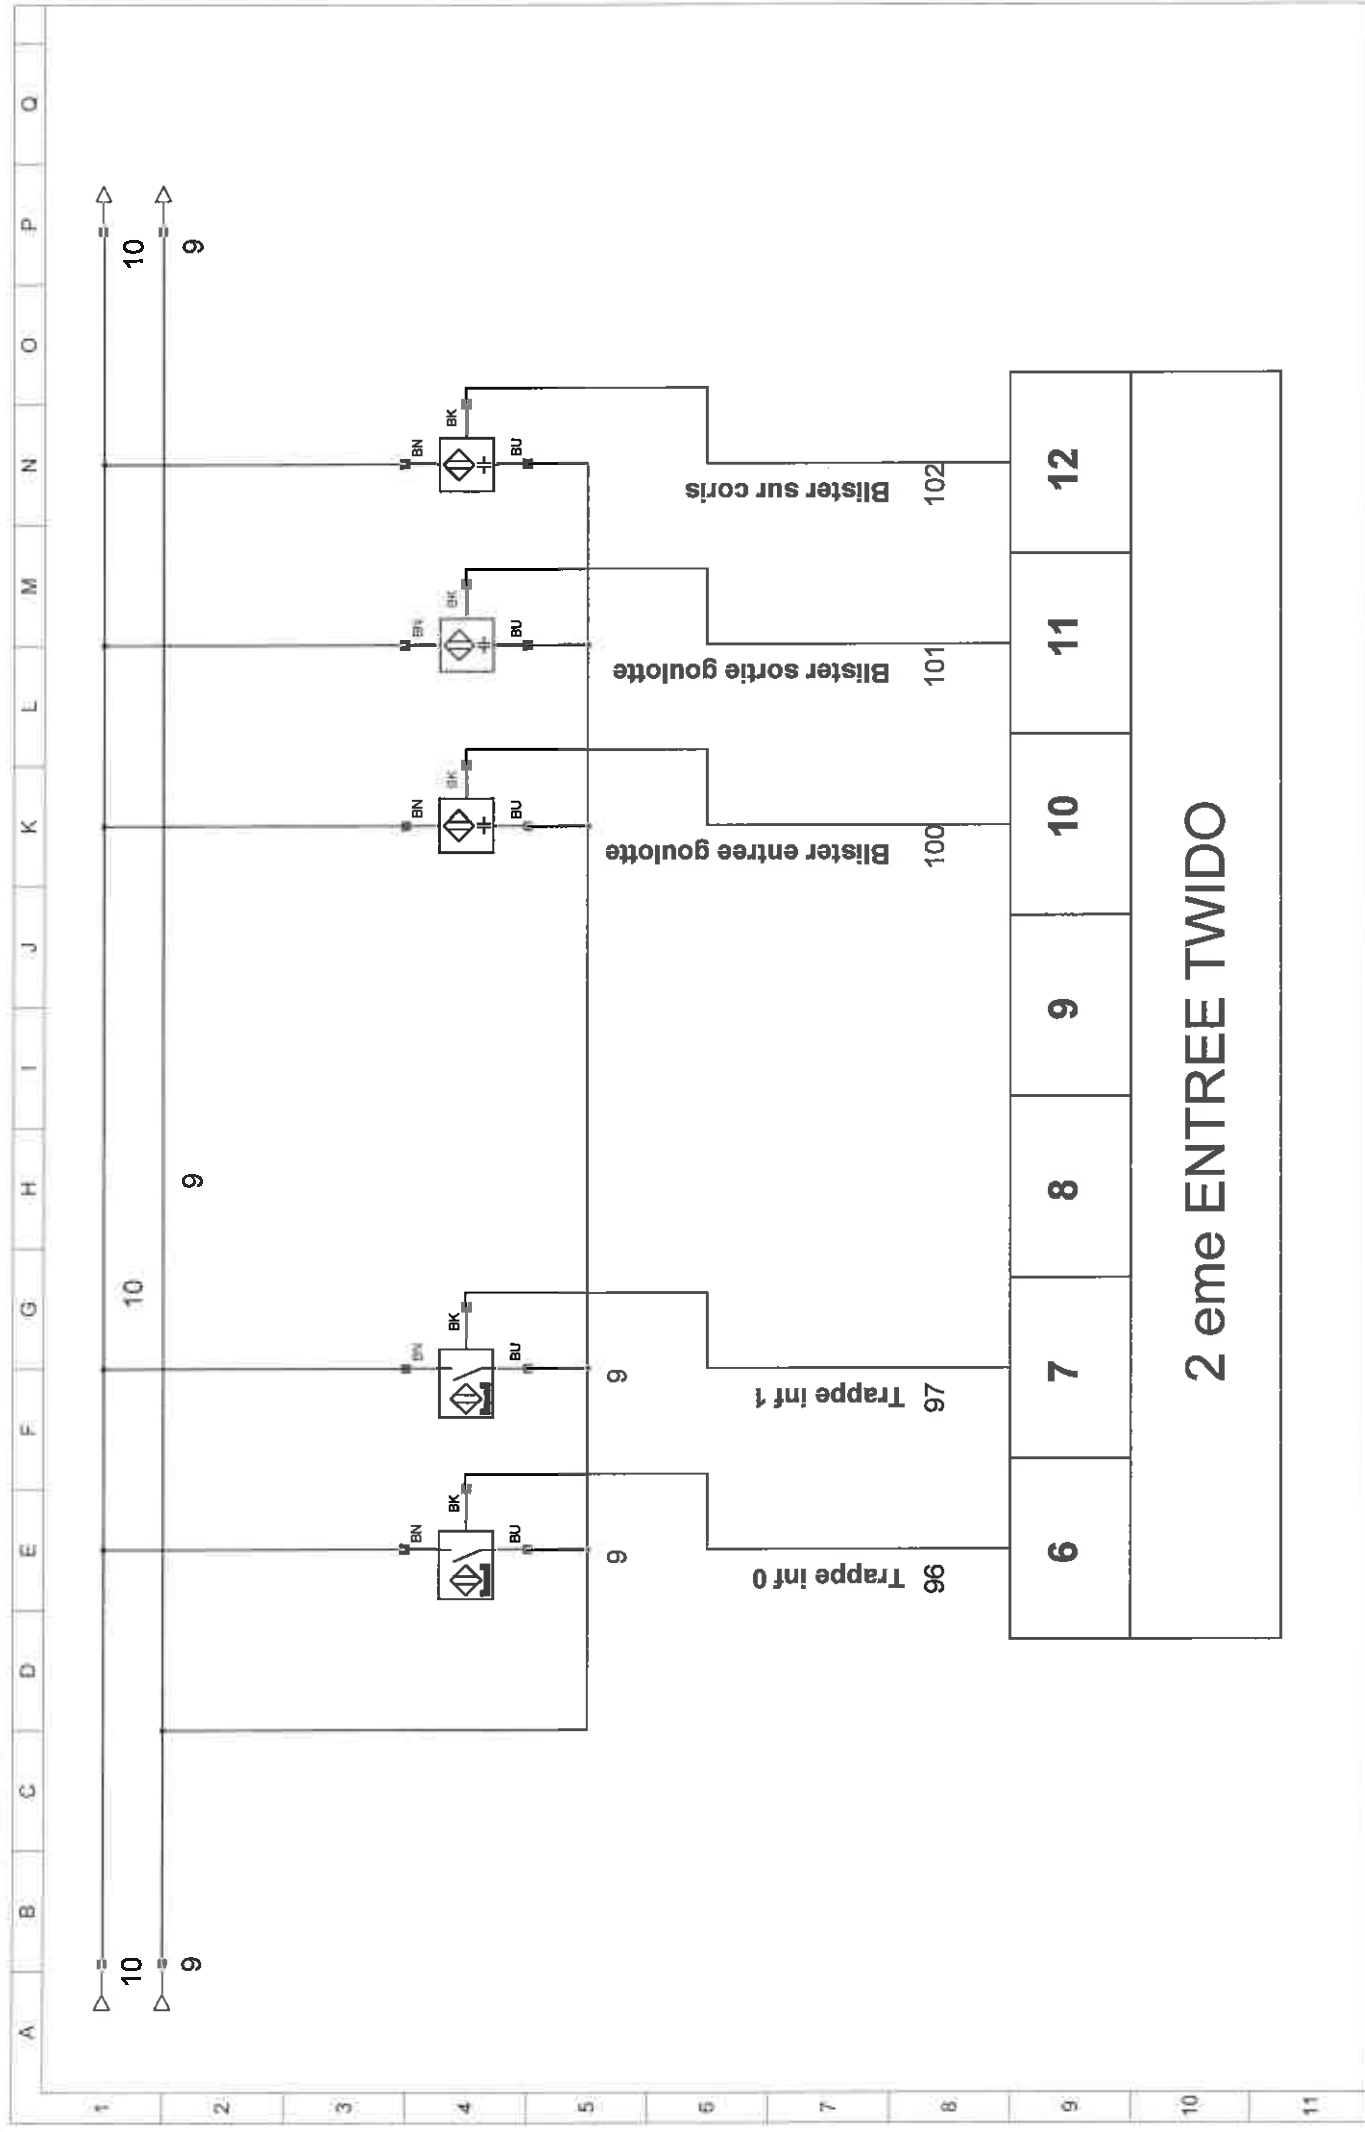 A B C D E F G H I J K L M N O P Q
1
2
3
4
5
6
7
8
9
10
11
10
9
10
9
10
9
BN
BK
BU
9
BN
BK
BU
9
BN
BK
BU
BN
BK
BU
BN
BK
BU
Trappe inf 0
96
Trappe inf 1
97
Blister entree goulotte
100
Blister sortie goulotte
101
Blister sur coris
102
6 7 8 9 10 11 12
2 eme ENTREE TWIDO